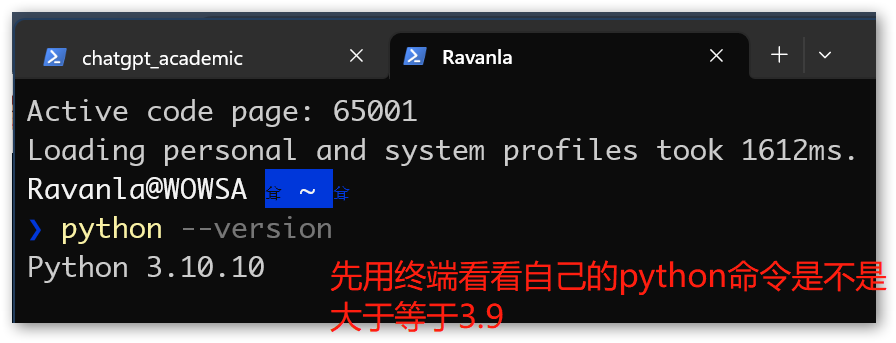 chatgpt_academic
Ravanla
Active code page: 65001
Loading personal and system profiles took 1612ms.
Ravanla@WOWSA ~
❯ python --version
Python 3.10.10
先用终端看看自己的python命令是不是
大于等于3.9